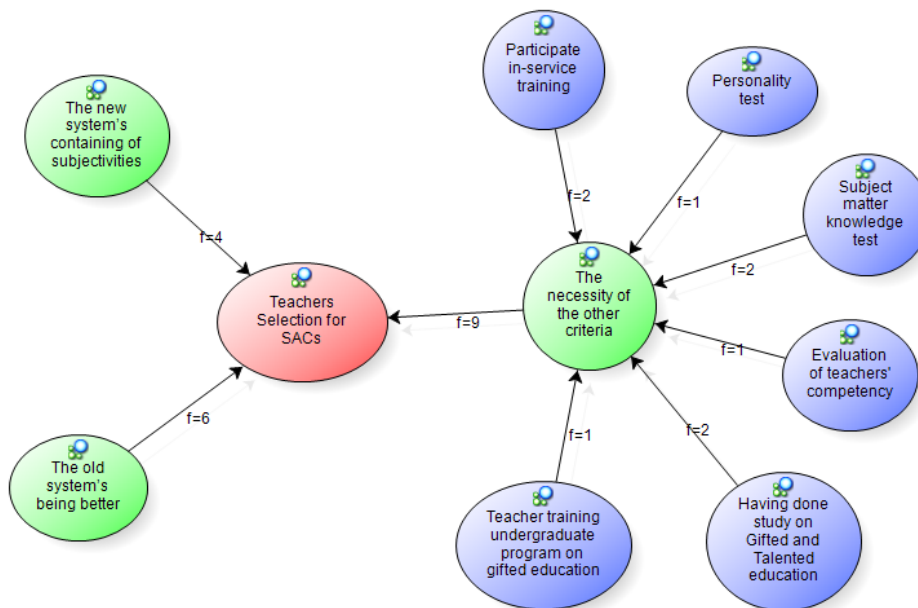 Participate
in-service
training
Personality
test
The new
system's
containing of
subjectivities
Subject
matter
knowledge
test
f=2
f=1
f=4
f=2
The
necessity of
the other
criteria
Teachers
Selection for
SACs
f=9
f=1
Evaluation
of teachers'
competency
f=6
f=1
f=2
The old
system's
being better
Teacher training
undergraduate
program on
gifted education
Having done
study on
Gifted and
Talented
education